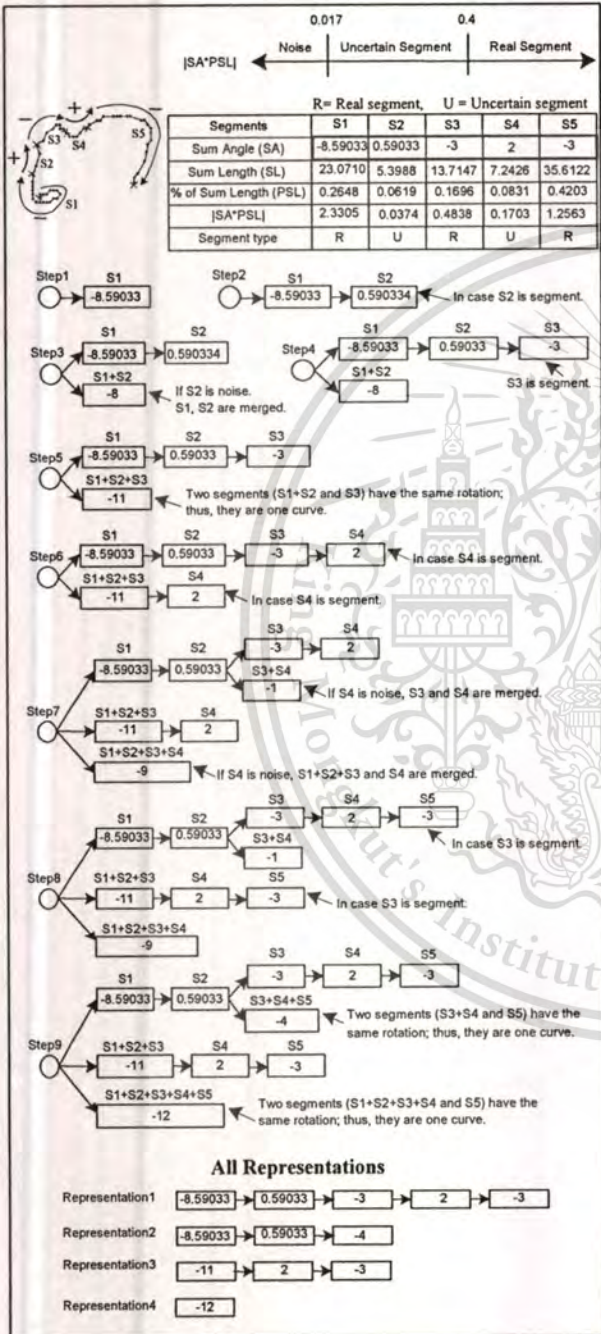 0.017 0.4
|SA*PSL| Noise Uncertain Segment Real Segment
R= Real segment, U = Uncertain segment
Segments S1 S2 S3 S4 S5
Sum Angle (SA) -8.59033 0.59033 -3 2 -3
Sum Length (SL) 23.0710 5.3988 13.7147 7.2426 35.6122
% of Sum Length (PSL) 0.2648 0.0619 0.1696 0.0831 0.4203
|SA*PSL| 2.3305 0.0374 0.4838 0.1703 1.2563
Segment type R U R U R
− + −
S3 S4 S5
+ S2
S1
−
Step1 S1 Step2 S1 S2
-8.59033 -8.59033 0.590334 In case S2 is segment.
Step3 S1 S2 Step4 S1 S2 S3
-8.59033 0.590334 -8.59033 0.59033 -3
S1+S2 S1+S2
-8 If S2 is noise. -8 S3 is segment.
S1, S2 are merged.
Step5 S1 S2 S3
-8.59033 0.59033 -3
S1+S2+S3
-11 Two segments (S1+S2 and S3) have the same rotation;
thus, they are one curve.
Step6 S1 S2 S3 S4
-8.59033 0.59033 -3 2 In case S4 is segment.
S1+S2+S3 S4
-11 2 In case S4 is segment.
S3 S4
-3 2
S1 S2
-8.59033 0.59033
S3+S4
-1 If S4 is noise, S3 and S4 are merged.
Step7 S1+S2+S3 S4
-11 2
S1+S2+S3+S4
-9 If S4 is noise, S1+S2+S3 and S4 are merged.
S3 S4 S5
-3 2 -3
S1 S2
-8.59033 0.59033
In case S3 is segment.
S3+S4
-1
Step8 S1+S2+S3 S4 S5
-11 2 -3 In case S3 is segment.
S1+S2+S3+S4
-9
S3 S4 S5
-3 2 -3
S1 S2
-8.59033 0.59033
S3+S4+S5
-4 Two segments (S3+S4 and S5) have the
same rotation; thus, they are one curve.
Step9 S1+S2+S3 S4 S5
-11 2 -3
S1+S2+S3+S4+S5
-12 Two segments (S1+S2+S3+S4 and S5) have the
same rotation; thus, they are one curve.
All Representations
Representation1 -8.59033 0.59033 -3 2 -3
Representation2 -8.59033 0.59033 -4
Representation3 -11 2 -3
Representation4 -12
King Mongkut's Institut